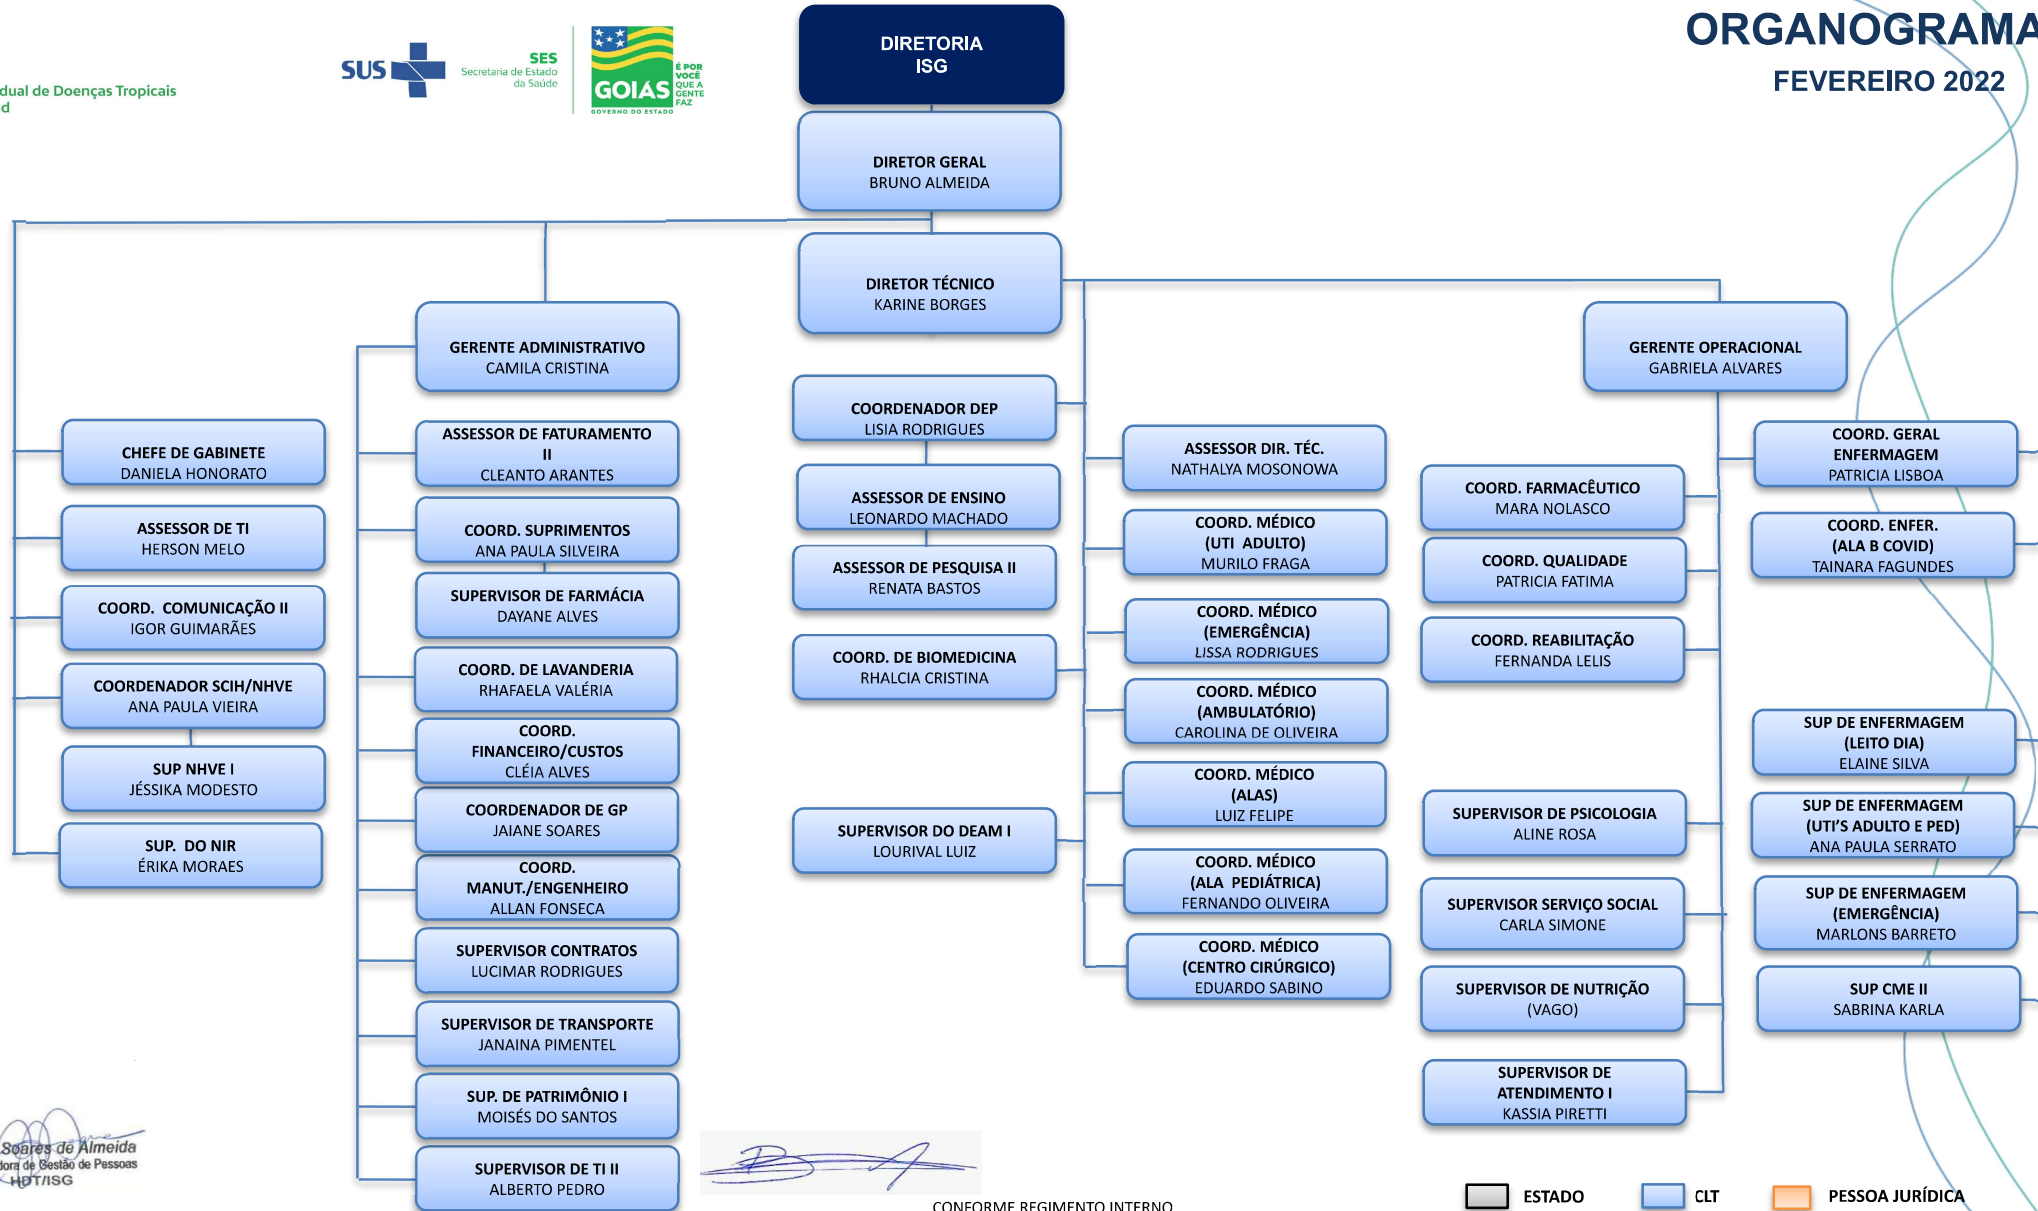 ORGANOGRAMA
FEVEREIRO 2022
dual de Doenças Tropicais
d
SUS
SES
Secretaria de Estado
da Saúde
GOIÁS
GOVERNO DO ESTADO
É POR
VOCÊ
QUE A
GENTE
FAZ
DIRETORIA
ISG
DIRETOR GERAL
BRUNO ALMEIDA
DIRETOR TÉCNICO
KARINE BORGES
GERENTE ADMINISTRATIVO
CAMILA CRISTINA
GERENTE OPERACIONAL
GABRIELA ALVARES
CHEFE DE GABINETE
DANIELA HONORATO
ASSESSOR DE TI
HERSON MELO
COORD. COMUNICAÇÃO II
IGOR GUIMARÃES
COORDENADOR SCIH/NHVE
ANA PAULA VIEIRA
SUP NHVE I
JÉSSIKA MODESTO
SUP. DO NIR
ÉRIKA MORAES
ASSESSOR DE FATURAMENTO
II
CLEANTO ARANTES
COORD. SUPRIMENTOS
ANA PAULA SILVEIRA
SUPERVISOR DE FARMÁCIA
DAYANE ALVES
COORD. DE LAVANDERIA
RHAFAELA VALÉRIA
COORD.
FINANCEIRO/CUSTOS
CLÉIA ALVES
COORDENADOR DE GP
JAIANE SOARES
COORD.
MANUT./ENGENHEIRO
ALLAN FONSECA
SUPERVISOR CONTRATOS
LUCIMAR RODRIGUES
SUPERVISOR DE TRANSPORTE
JANAINA PIMENTEL
SUP. DE PATRIMÔNIO I
MOISÉS DO SANTOS
SUPERVISOR DE TI II
ALBERTO PEDRO
COORDENADOR DEP
LISIA RODRIGUES
ASSESSOR DE ENSINO
LEONARDO MACHADO
ASSESSOR DE PESQUISA II
RENATA BASTOS
COORD. DE BIOMEDICINA
RHALCIA CRISTINA
SUPERVISOR DO DEAM I
LOURIVAL LUIZ
ASSESSOR DIR. TÉC.
NATHALYA MOSONOWA
COORD. MÉDICO
(UTI ADULTO)
MURILO FRAGA
COORD. MÉDICO
(EMERGÊNCIA)
LISSA RODRIGUES
COORD. MÉDICO
(AMBULATÓRIO)
CAROLINA DE OLIVEIRA
COORD. MÉDICO
(ALAS)
LUIZ FELIPE
COORD. MÉDICO
(ALA PEDIÁTRICA)
FERNANDO OLIVEIRA
COORD. MÉDICO
(CENTRO CIRÚRGICO)
EDUARDO SABINO
COORD. FARMACÊUTICO
MARA NOLASCO
COORD. QUALIDADE
PATRICIA FATIMA
COORD. REABILITAÇÃO
FERNANDA LELIS
SUPERVISOR DE PSICOLOGIA
ALINE ROSA
SUPERVISOR SERVIÇO SOCIAL
CARLA SIMONE
SUPERVISOR DE NUTRIÇÃO
(VAGO)
SUPERVISOR DE
ATENDIMENTO I
KASSIA PIRETTI
COORD. GERAL
ENFERMAGEM
PATRICIA LISBOA
COORD. ENFER.
(ALA B COVID)
TAINARA FAGUNDES
SUP DE ENFERMAGEM
(LEITO DIA)
ELAINE SILVA
SUP DE ENFERMAGEM
(UTI'S ADULTO E PED)
ANA PAULA SERRATO
SUP DE ENFERMAGEM
(EMERGÊNCIA)
MARLONS BARRETO
SUP CME II
SABRINA KARLA
Soares de Almeida
dora de Gestão de Pessoas
HDT/ISG
CONFORME REGIMENTO INTERNO
ESTADO
CLT
PESSOA JURÍDICA